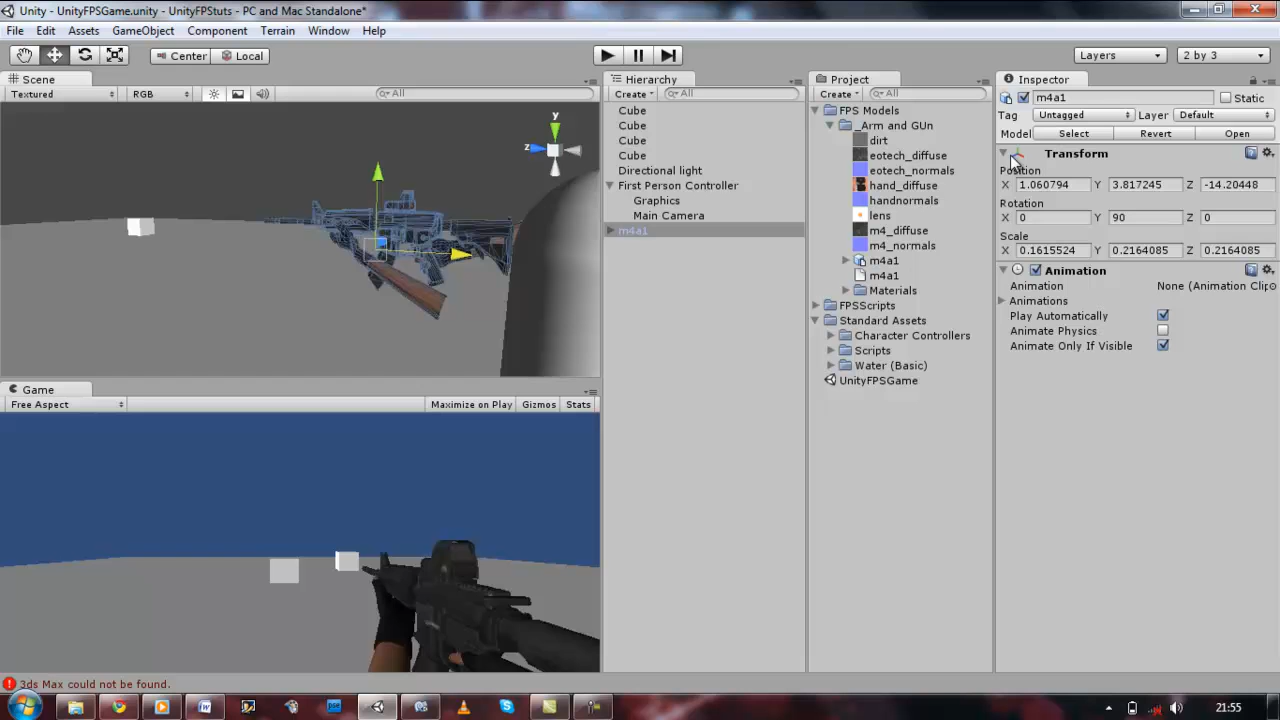 Unity - UnityFPSGame.unity - UnityFPStuts - PC and Mac Standalone*
File Edit Assets GameObject Component Terrain Window Help
Center Local Layers 2 by 3
Scene
Textured RGB All
y
z
Game
Free Aspect Maximize on Play Gizmos Stats
Hierarchy
Create All
Cube
Cube
Cube
Cube
Directional light
First Person Controller
Graphics
Main Camera
m4a1
Project
Create All
FPS Models
_Arm and GUn
dirt
eotech_diffuse
eotech_normals
hand_diffuse
handnormals
lens
m4_diffuse
m4_normals
m4a1
m4a1
Materials
FPSScripts
Standard Assets
Character Controllers
Scripts
Water (Basic)
UnityFPSGame
Inspector
m4a1 Static
Tag Untagged Layer Default
Model Select Revert Open
Transform
Position
X 1.060794 Y 3.817245 Z -14.20448
Rotation
X 0 Y 90 Z 0
Scale
X 0.1615524 Y 0.2164085 Z 0.2164085
Animation
Animation None (Animation Clip
Animations
Play Automatically
Animate Physics
Animate Only If Visible
3ds Max could not be found.
21:55